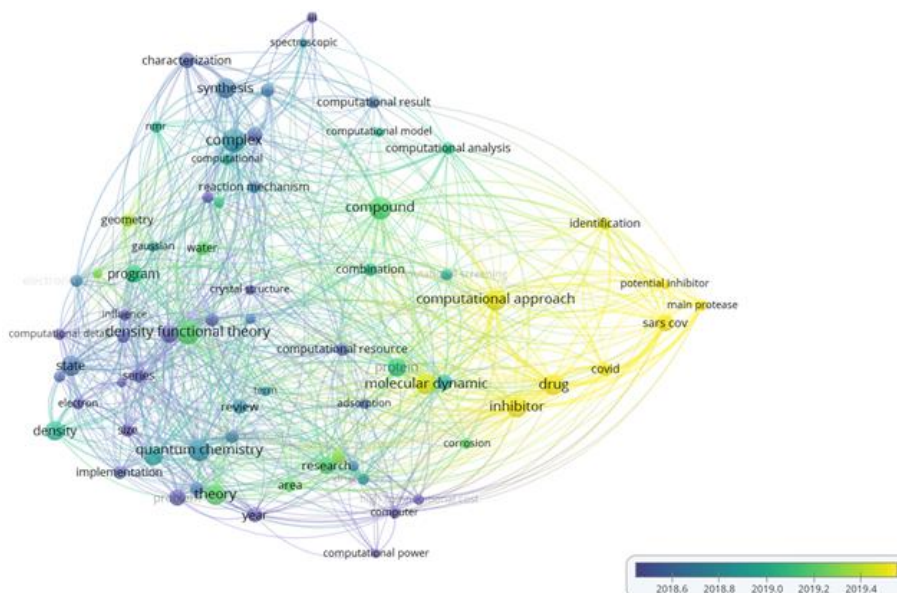 spectroscopic
characterization
synthesis
computational result
nmr
computational model
complex
computational analysis
computational
reaction mechanism
compound
geometry
identification
gaussian
water
combination
program
potential inhibitor
crystal structure
computational approach
main protease
influence
sars cov
density functional theory
computational resource
state
protein
covid
series
molecular dynamic
drug
term
electron
review
adsorption
inhibitor
density
size
corrosion
quantum chemistry
research
implementation
area
theory
year
computer
computational power
2018.6 2018.8 2019.0 2019.2 2019.4